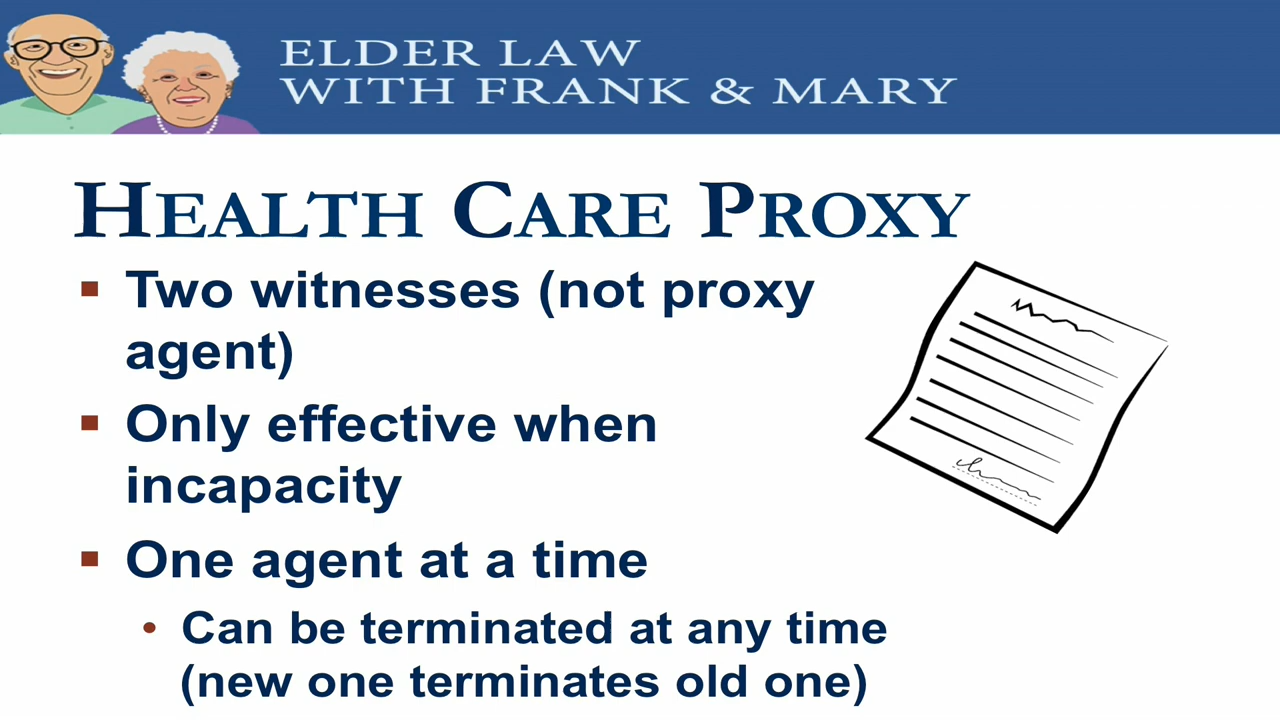 ELDER LAW
WITH FRANK & MARY
HEALTH CARE PROXY
▪ Two witnesses (not proxy
agent)
▪ Only effective when
incapacity
▪ One agent at a time
• Can be terminated at any time
(new one terminates old one)